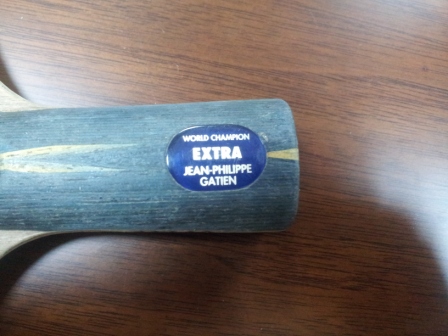 WORLD CHAMPION
EXTRA
JEAN-PHILIPPE
GATIEN